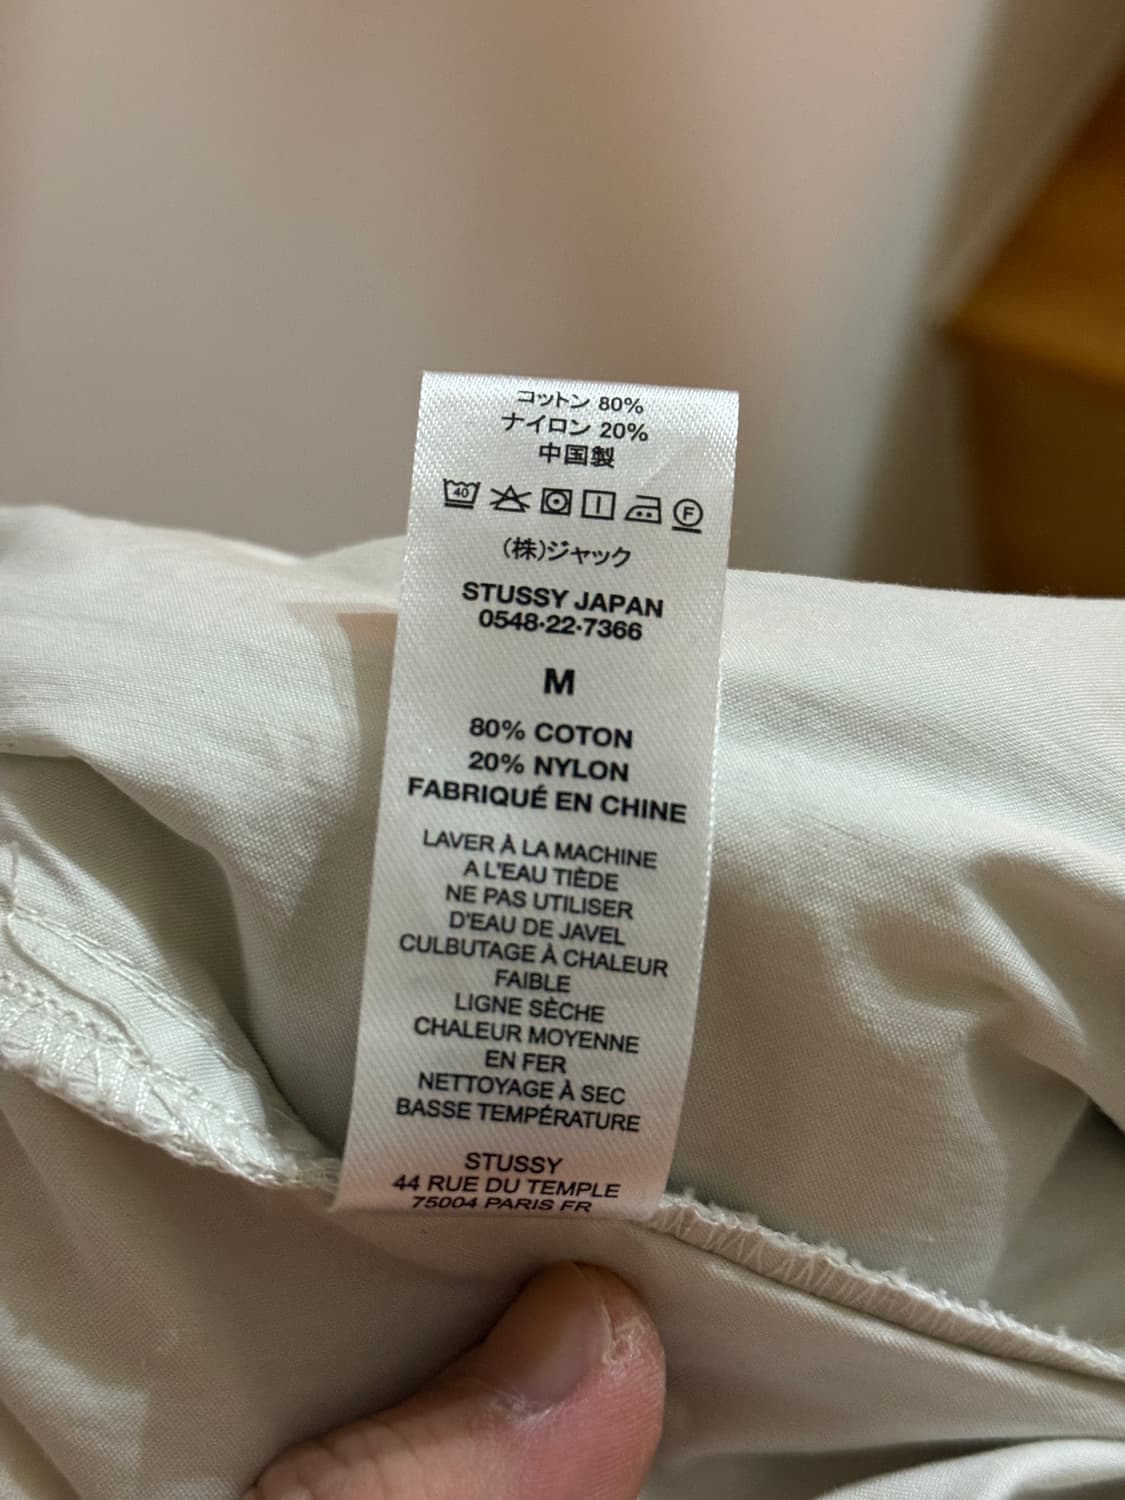 コットン 80%
ナイロン 20%
中国製
40 F
(株)ジャック
STUSSY JAPAN
0548·22·7366
M
80% COTON
20% NYLON
FABRIQUÉ EN CHINE
LAVER À LA MACHINE
A L'EAU TIÈDE
NE PAS UTILISER
D'EAU DE JAVEL
CULBUTAGE À CHALEUR
FAIBLE
LIGNE SÈCHE
CHALEUR MOYENNE
EN FER
NETTOYAGE À SEC
BASSE TEMPÉRATURE
STUSSY
44 RUE DU TEMPLE
75004 PARIS FR